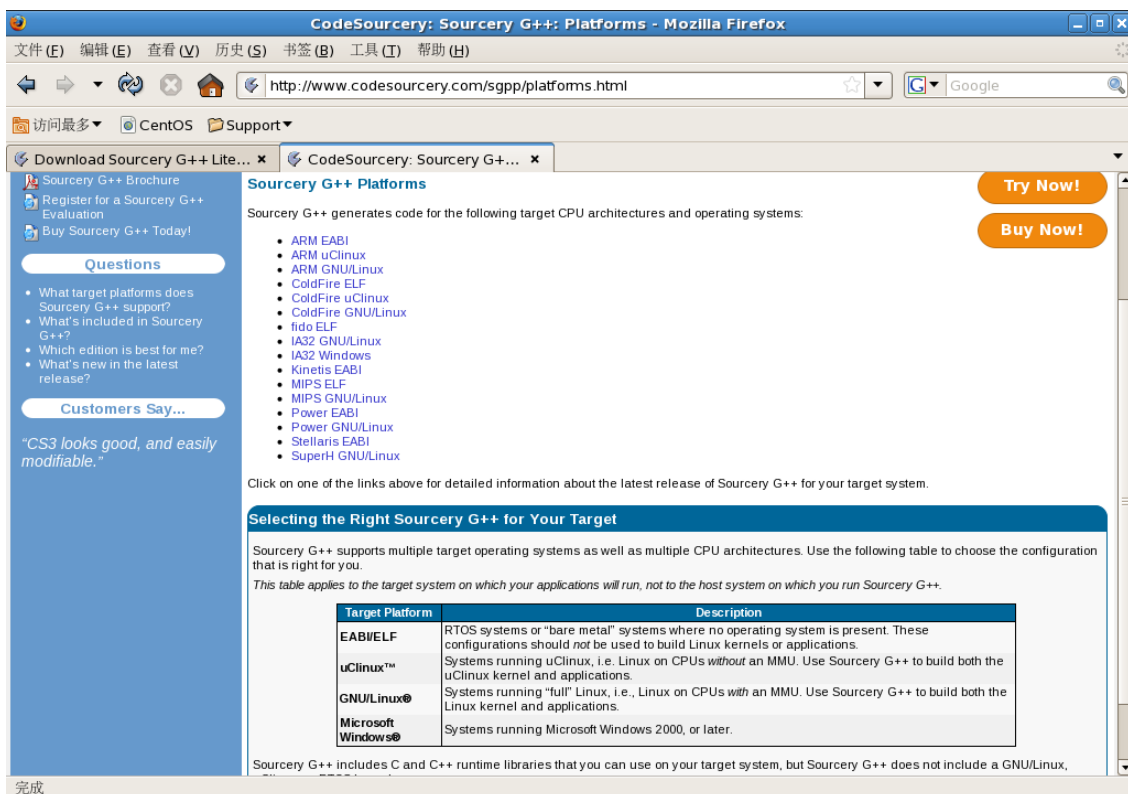 CodeSourcery: Sourcery G++: Platforms - Mozilla Firefox
文件(F) 编辑(E) 查看(V) 历史(S) 书签(B) 工具(T) 帮助(H)
http://www.codesourcery.com/sgpp/platforms.html
G Google
访问最多 CentOS Support
Download Sourcery G++ Lite...
CodeSourcery: Sourcery G+...
Sourcery G++ Brochure
Register for a Sourcery G++
Evaluation
Buy Sourcery G++ Today!
Questions
What target platforms does
Sourcery G++ support?
What's included in Sourcery
G++?
Which edition is best for me?
What's new in the latest
release?
Customers Say...
“CS3 looks good, and easily
modifiable.”
Sourcery G++ Platforms
Try Now!
Buy Now!
Sourcery G++ generates code for the following target CPU architectures and operating systems:
ARM EABI
ARM uClinux
ARM GNU/Linux
ColdFire ELF
ColdFire uClinux
ColdFire GNU/Linux
fido ELF
IA32 GNU/Linux
IA32 Windows
Kinetis EABI
MIPS ELF
MIPS GNU/Linux
Power EABI
Power GNU/Linux
Stellaris EABI
SuperH GNU/Linux
Click on one of the links above for detailed information about the latest release of Sourcery G++ for your target system.
Selecting the Right Sourcery G++ for Your Target
Sourcery G++ supports multiple target operating systems as well as multiple CPU architectures. Use the following table to choose the configuration
that is right for you.
This table applies to the target system on which your applications will run, not to the host system on which you run Sourcery G++.
Target Platform Description
EABI/ELF
RTOS systems or “bare metal” systems where no operating system is present. These
configurations should not be used to build Linux kernels or applications.
uClinux™
Systems running uClinux, i.e. Linux on CPUs without an MMU. Use Sourcery G++ to build both the
uClinux kernel and applications.
GNU/Linux®
Systems running “full” Linux, i.e., Linux on CPUs with an MMU. Use Sourcery G++ to build both the
Linux kernel and applications.
Microsoft
Windows®
Systems running Microsoft Windows 2000, or later.
Sourcery G++ includes C and C++ runtime libraries that you can use on your target system, but Sourcery G++ does not include a GNU/Linux,
完成